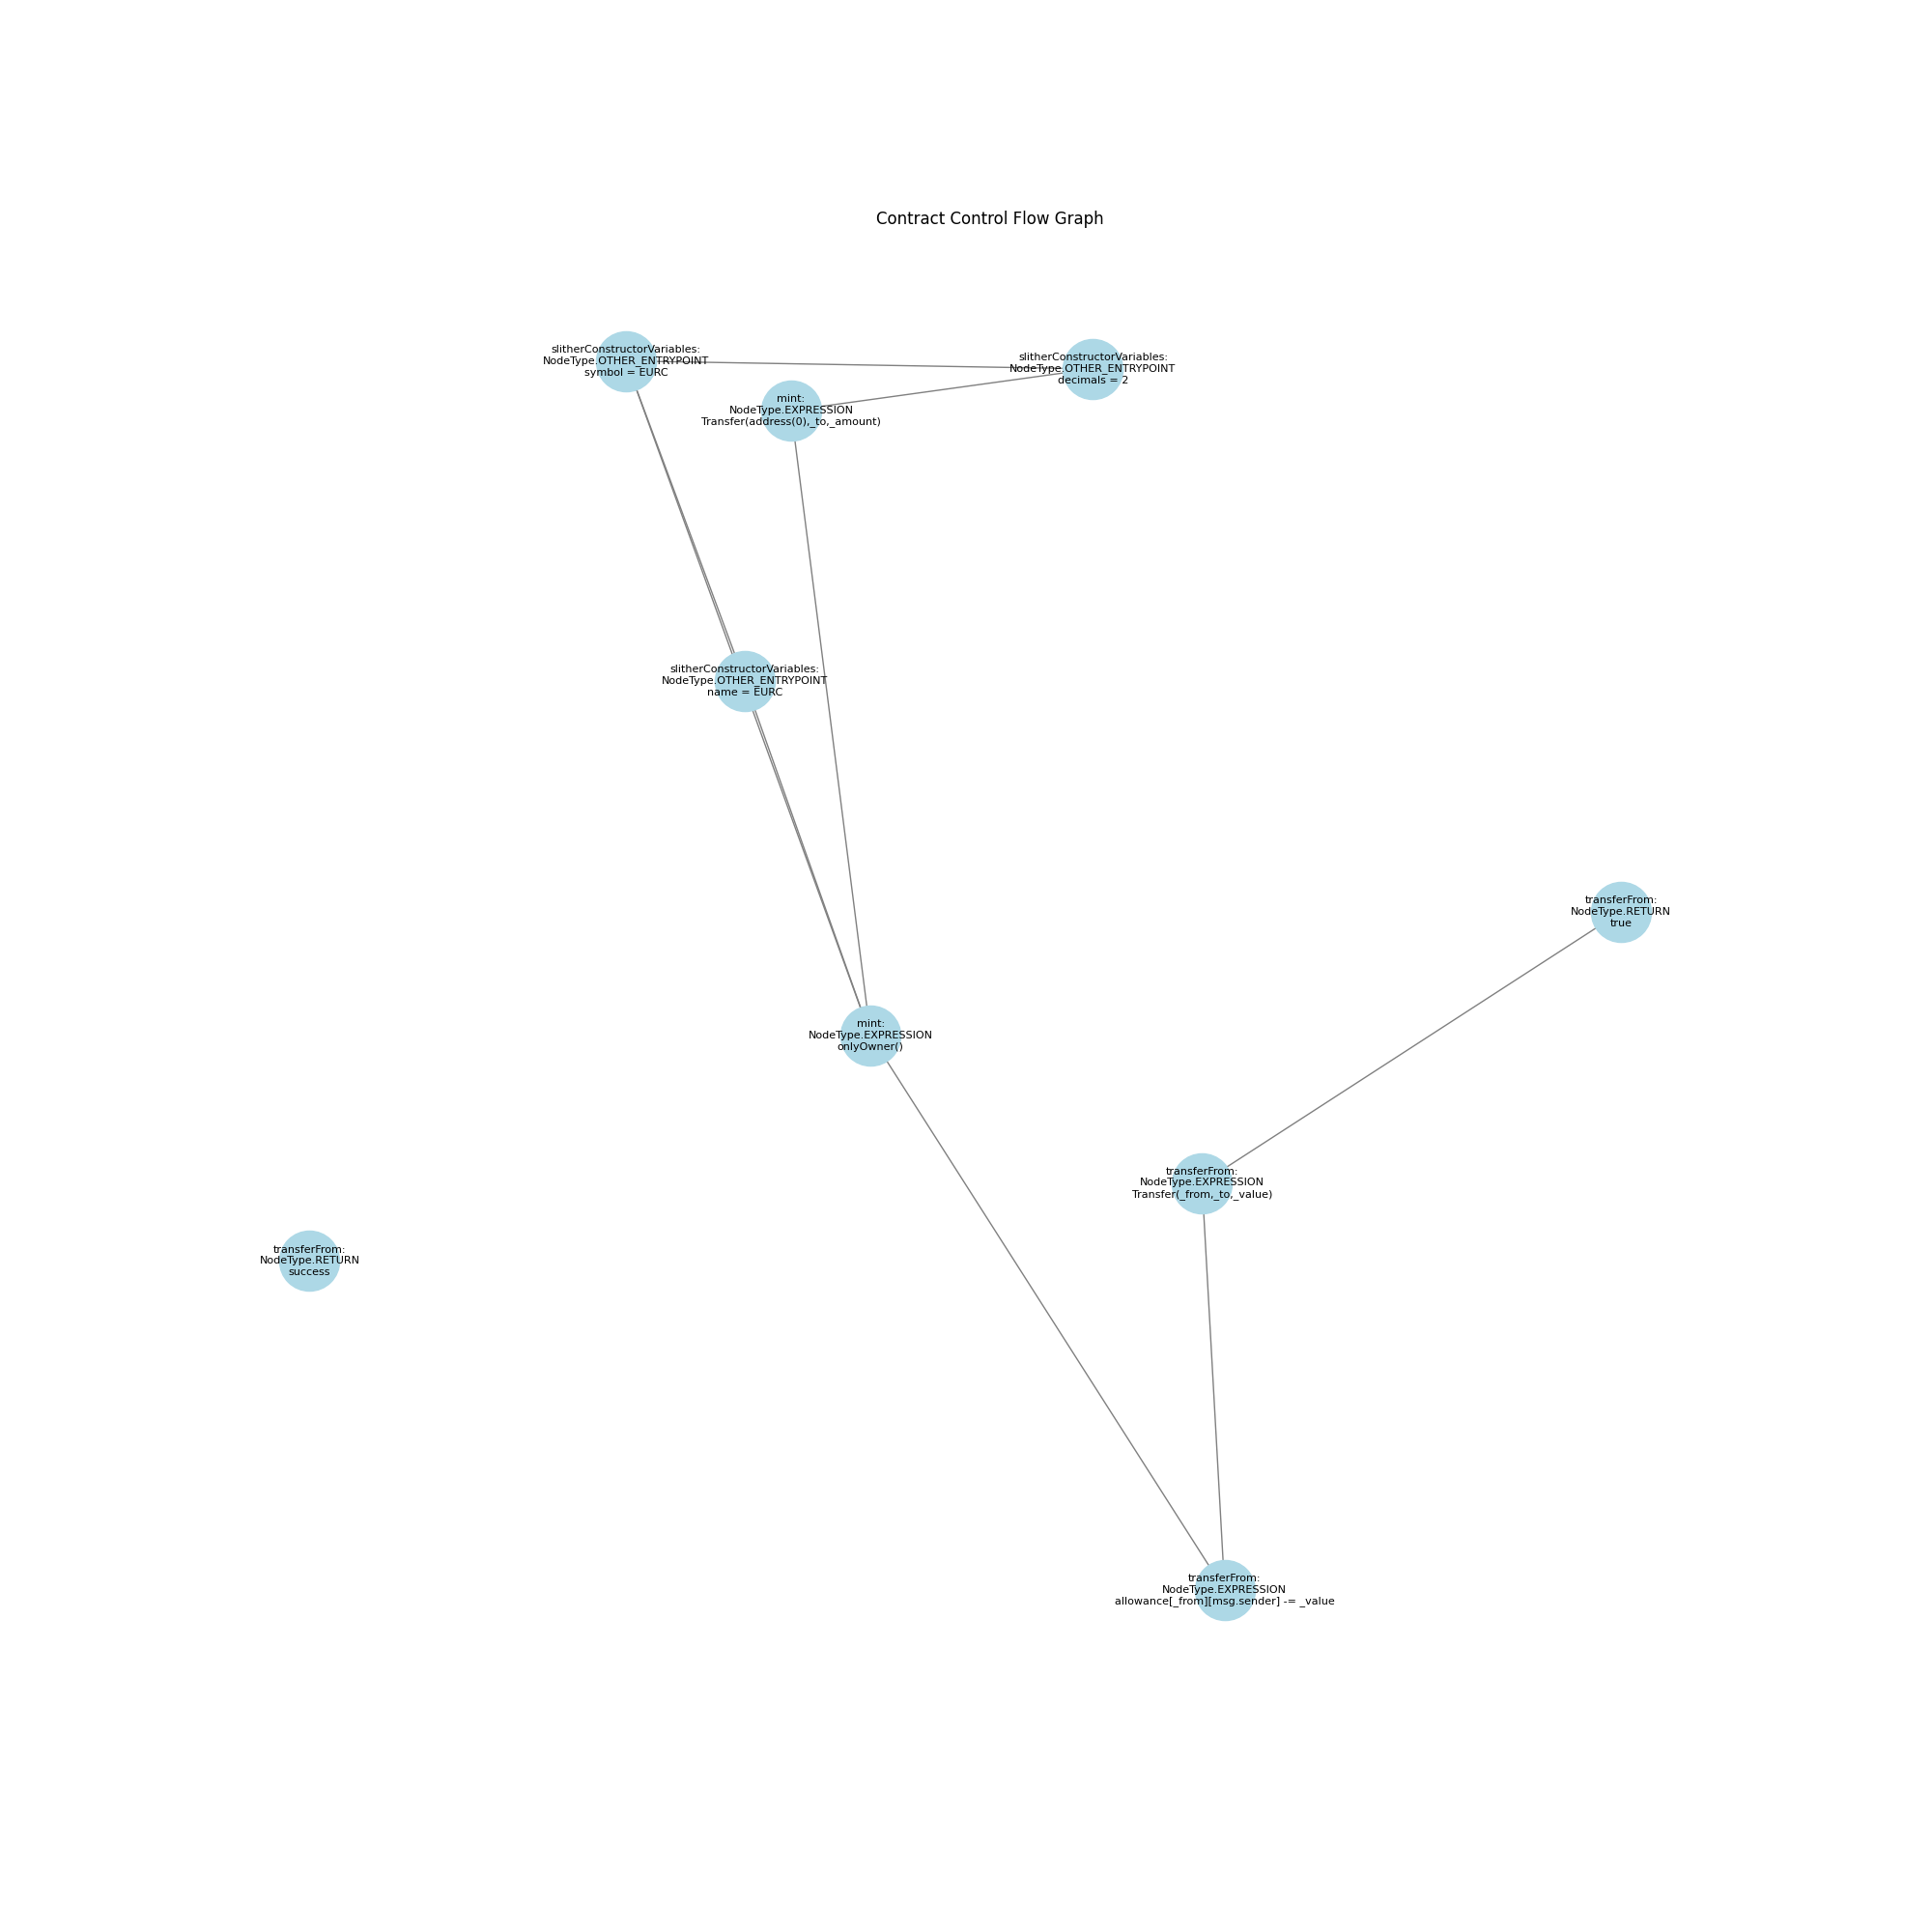 Contract Control Flow Graph
slitherConstructorVariables:
NodeType.OTHER_ENTRYPOINT
symbol = EURC
slitherConstructorVariables:
NodeType.OTHER_ENTRYPOINT
decimals = 2
mint:
NodeType.EXPRESSION
Transfer(address(0),_to,_amount)
slitherConstructorVariables:
NodeType.OTHER_ENTRYPOINT
name = EURC
transferFrom:
NodeType.RETURN
true
mint:
NodeType.EXPRESSION
onlyOwner()
transferFrom:
NodeType.EXPRESSION
Transfer(_from,_to,_value)
transferFrom:
NodeType.RETURN
success
transferFrom:
NodeType.EXPRESSION
allowance[_from][msg.sender] -= _value